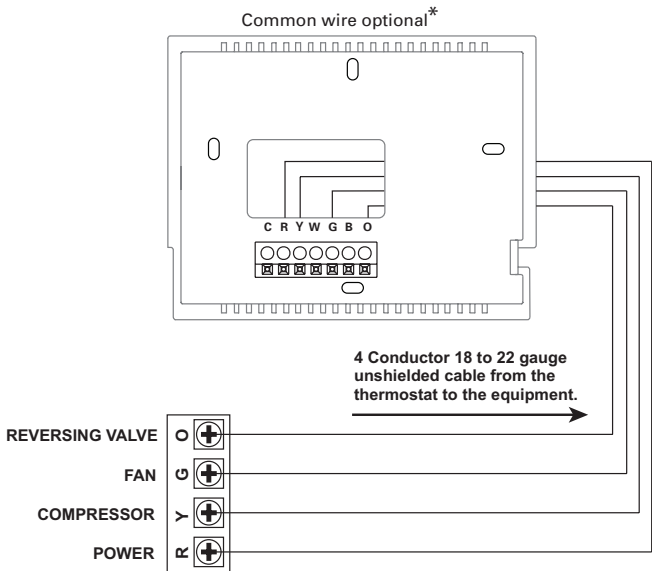 Common wire optional*
C R Y W G B O
4 Conductor 18 to 22 gauge
unshielded cable from the
thermostat to the equipment.
REVERSING VALVE O
FAN G
COMPRESSOR Y
POWER R